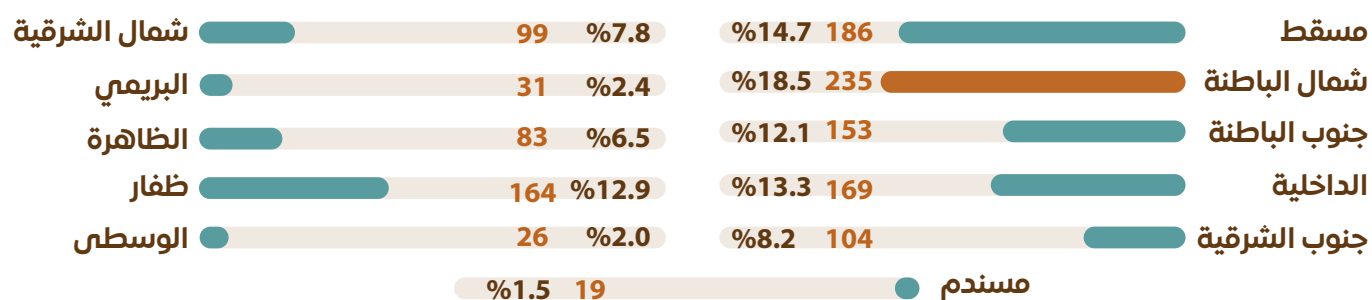 مسقط 186 %14.7
شمال الباطنة 235 %18.5
جنوب الباطنة 153 %12.1
الداخلية 169 %13.3
جنوب الشرقية 104 %8.2
شمال الشرقية 99 %7.8
البريمي 31 %2.4
الظاهرة 83 %6.5
ظفار 164 %12.9
الوسطى 26 %2.0
مسندم 19 %1.5